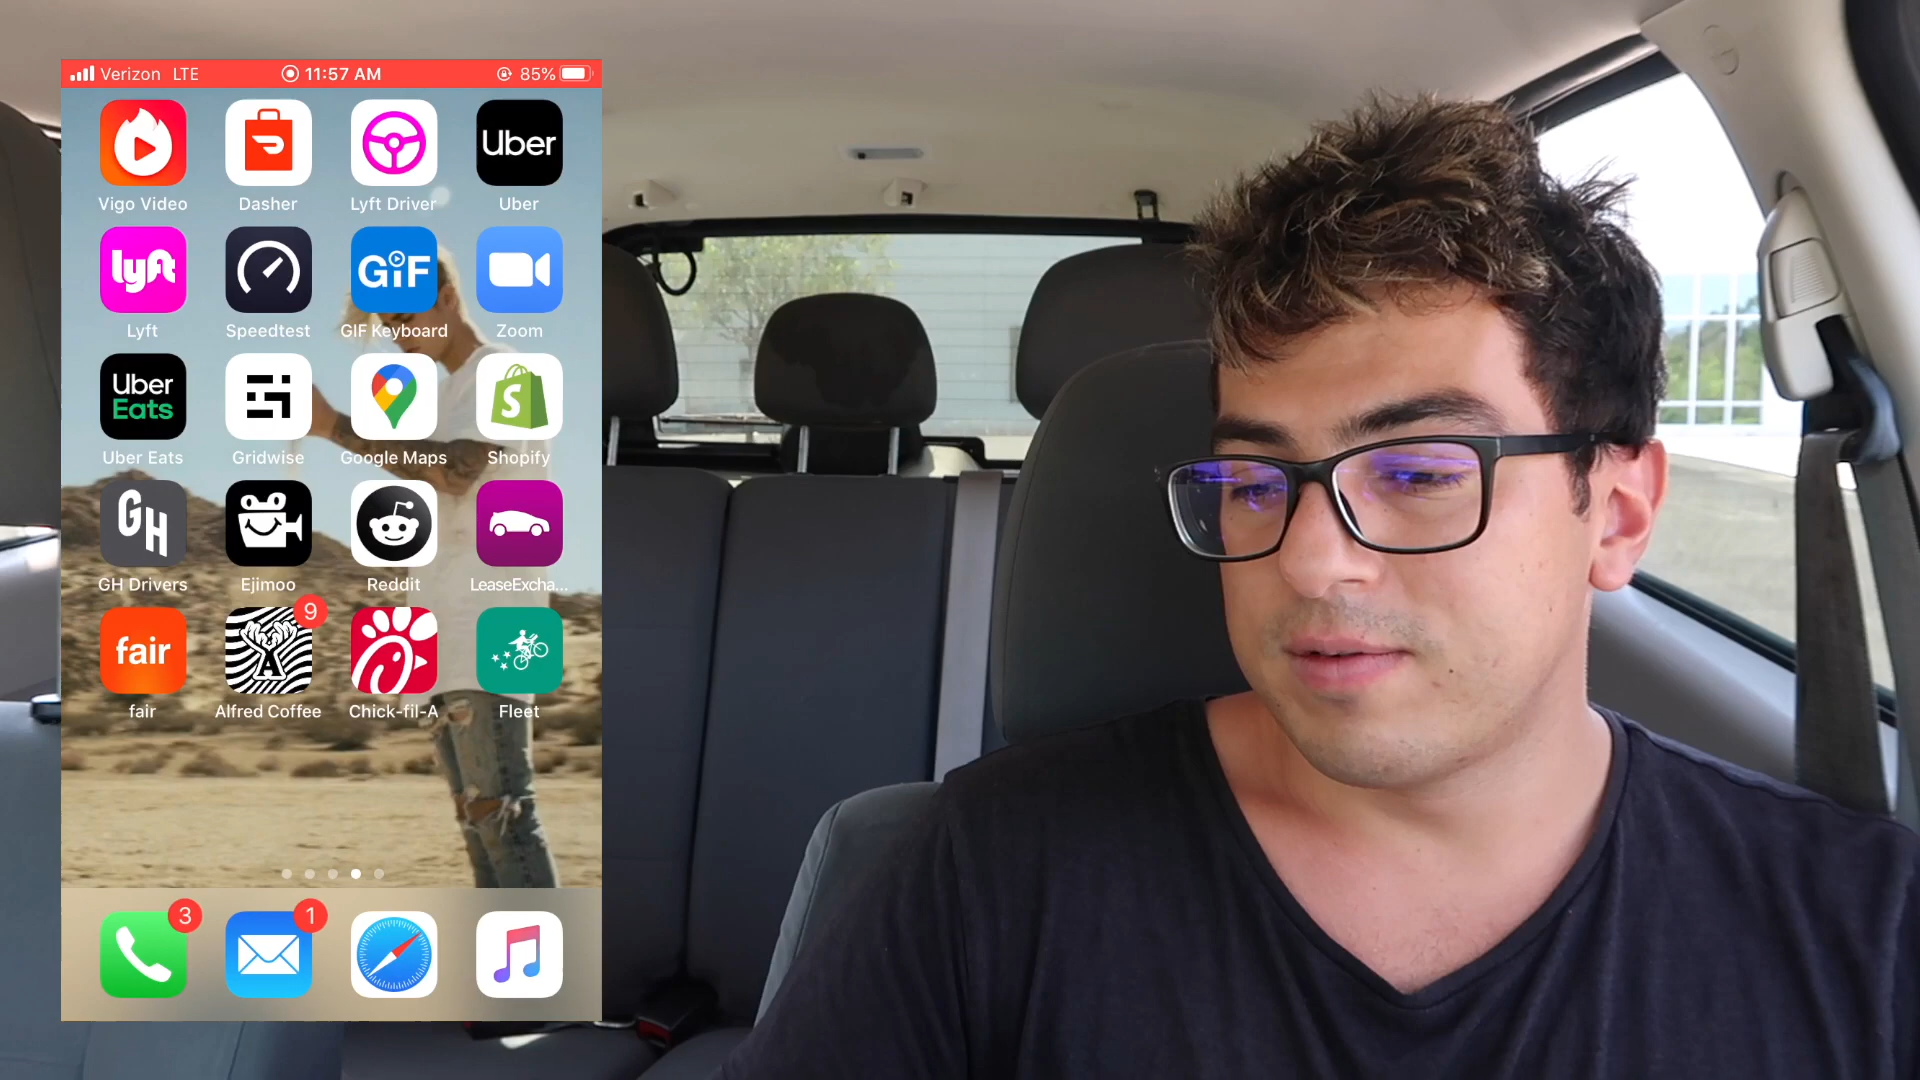 Verizon LTE 11:57 AM 85%
Uber
Vigo Video Dasher Lyft Driver Uber
lyft GIF
Lyft Speedtest GIF Keyboard Zoom
Uber
Eats
S
Uber Eats Gridwise Google Maps Shopify
GH
GH Drivers Ejimoo Reddit LeaseExcha...
9
fair A
fair Alfred Coffee Chick-fil-A Fleet
3 1